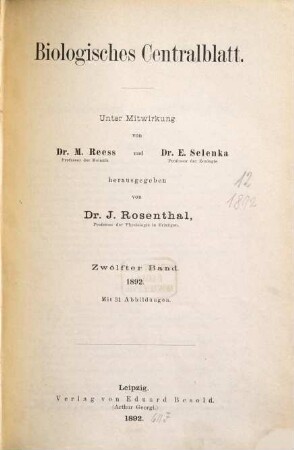 Biologisches Centralblatt.
Unter Mitwirkung
von
Dr. M. Reess und Dr. E. Selenka
Professor der Botanik Professor der Zoologie
herausgegeben
von
Dr. J. Rosenthal,
Professor der Physiologie in Erlangen.
12
1892
Zwölfter Band.
1892.
Mit 31 Abbildungen.
Leipzig.
Verlag von Eduard Besold.
(Arthur Georgi.)
1892.